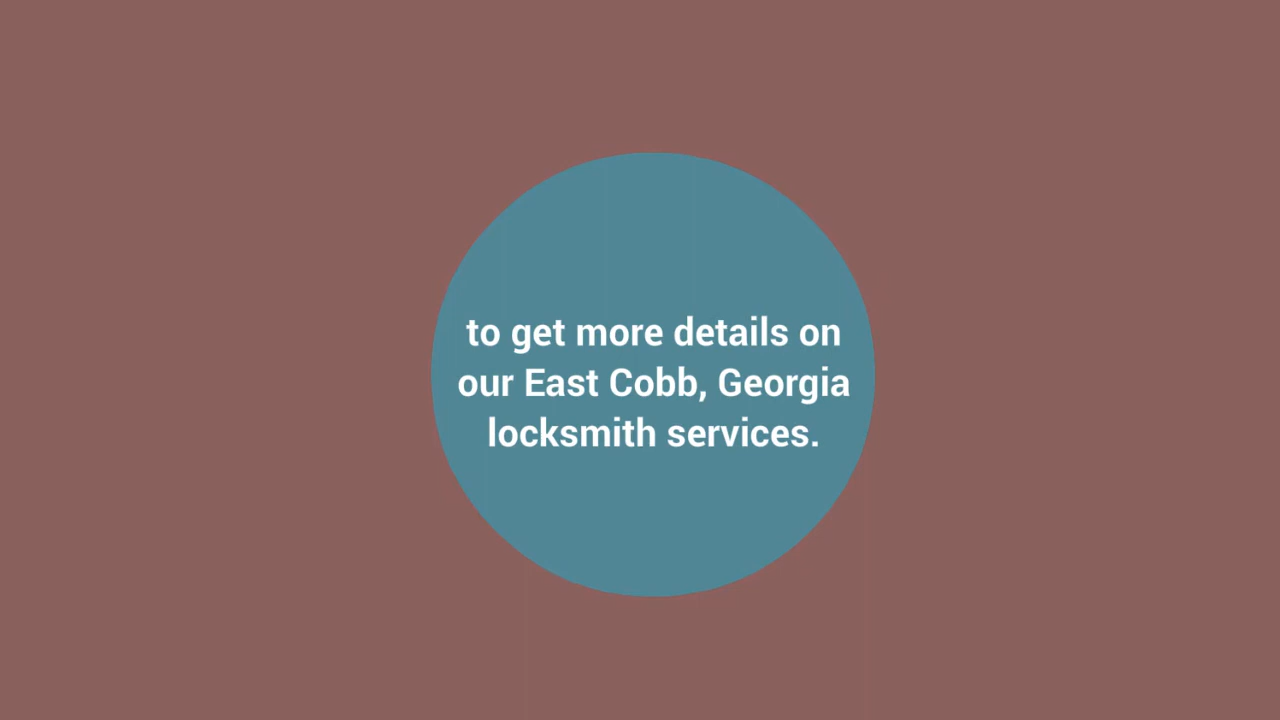 to get more details on
our East Cobb, Georgia
locksmith services.